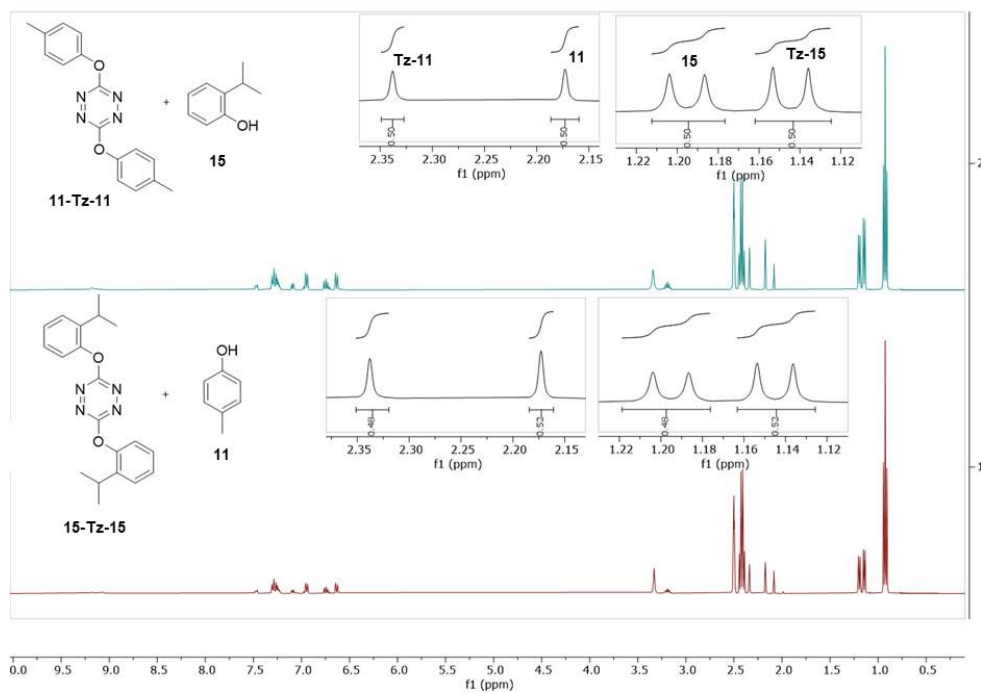 O
N N
N N
O
11-Tz-11
+
OH
15
Tz-11
11
0.50
0.50
2.35 2.30 2.25 2.20 2.15
f1 (ppm)
15
Tz-15
0.50
0.50
1.22 1.20 1.18 1.16 1.14 1.12
f1 (ppm)
2
O
N N
N N
O
15-Tz-15
+
OH
11
0.48
0.52
2.35 2.30 2.25 2.20 2.15
f1 (ppm)
0.48
0.52
1.22 1.20 1.18 1.16 1.14 1.12
f1 (ppm)
1
0.0 9.5 9.0 8.5 8.0 7.5 7.0 6.5 6.0 5.5 5.0 4.5 4.0 3.5 3.0 2.5 2.0 1.5 1.0 0.5
f1 (ppm)